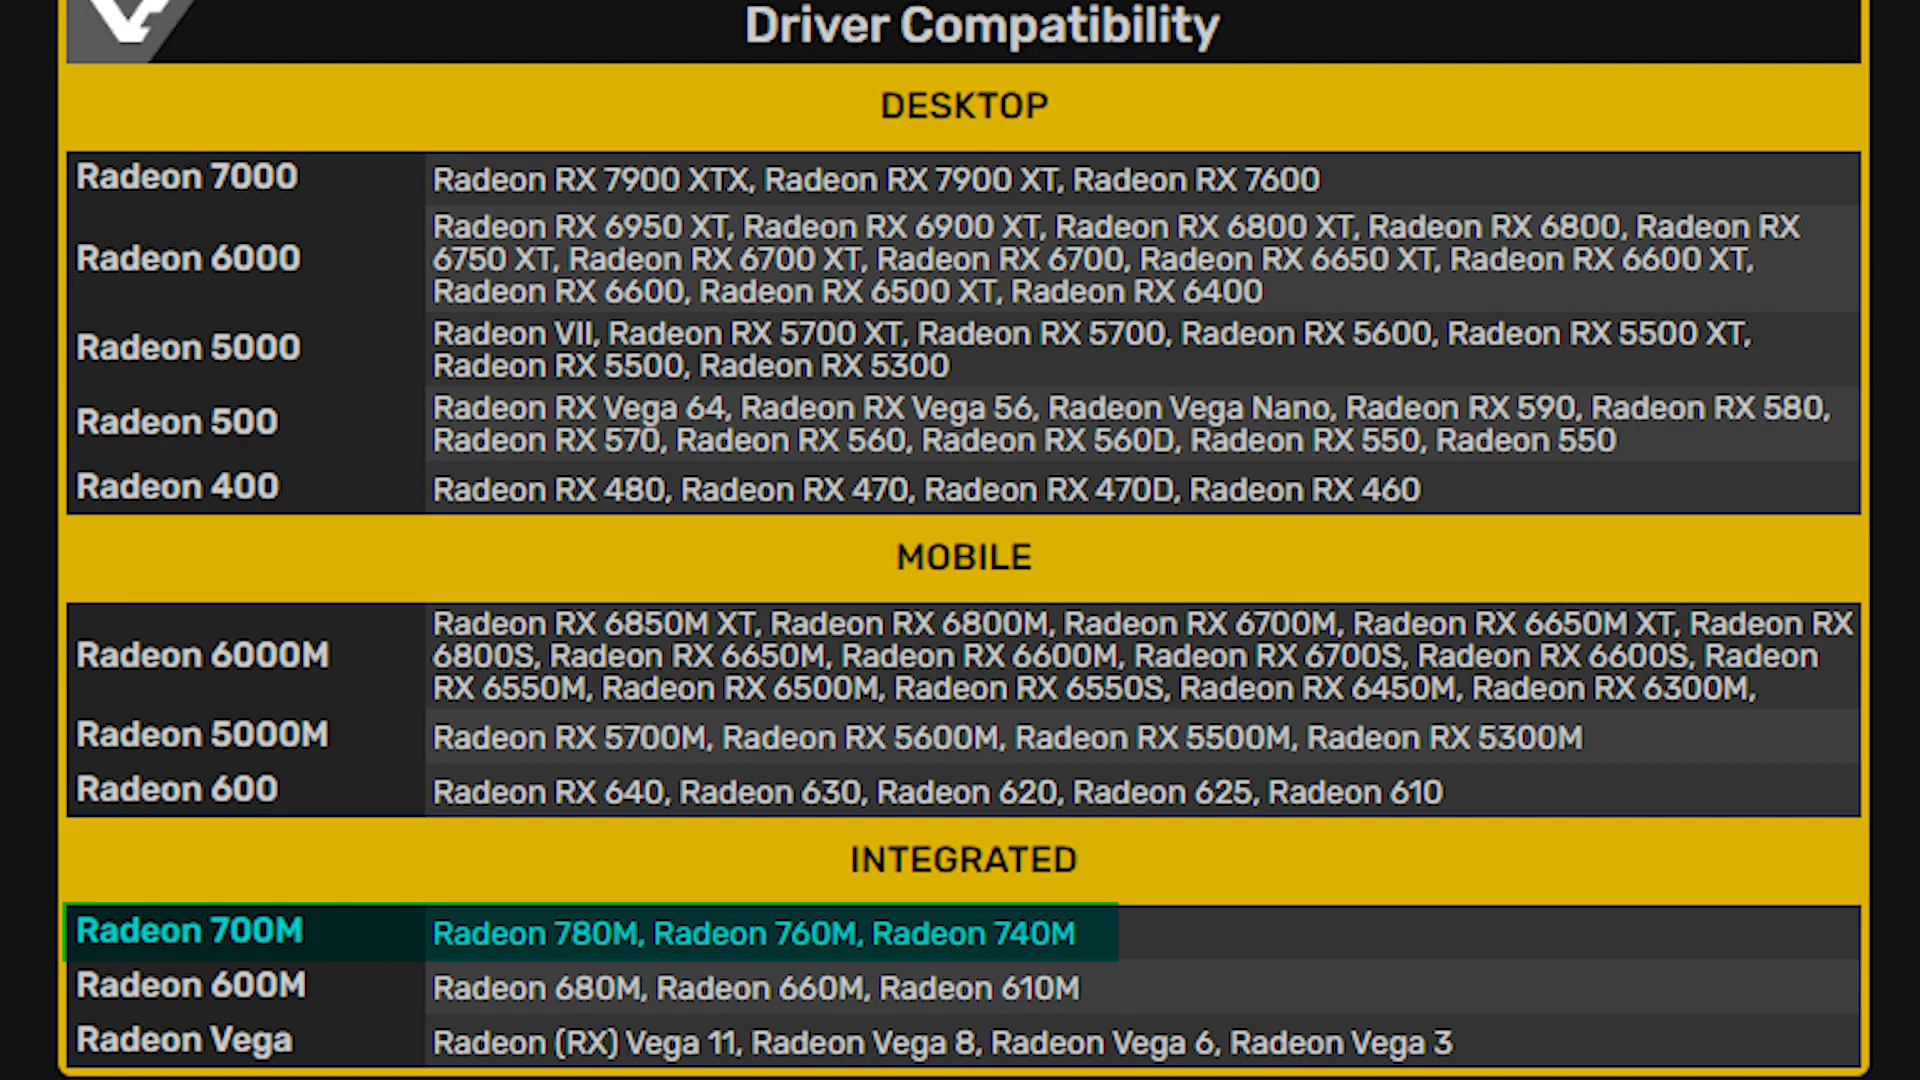 Driver Compatibility
DESKTOP
Radeon 7000
Radeon RX 7900 XTX, Radeon RX 7900 XT, Radeon RX 7600
Radeon 6000
Radeon RX 6950 XT, Radeon RX 6900 XT, Radeon RX 6800 XT, Radeon RX 6800, Radeon RX
6750 XT, Radeon RX 6700 XT, Radeon RX 6700, Radeon RX 6650 XT, Radeon RX 6600 XT,
Radeon RX 6600, Radeon RX 6500 XT, Radeon RX 6400
Radeon 5000
Radeon VII, Radeon RX 5700 XT, Radeon RX 5700, Radeon RX 5600, Radeon RX 5500 XT,
Radeon RX 5500, Radeon RX 5300
Radeon 500
Radeon RX Vega 64, Radeon RX Vega 56, Radeon Vega Nano, Radeon RX 590, Radeon RX 580,
Radeon RX 570, Radeon RX 560, Radeon RX 560D, Radeon RX 550, Radeon 550
Radeon 400
Radeon RX 480, Radeon RX 470, Radeon RX 470D, Radeon RX 460
MOBILE
Radeon 6000M
Radeon RX 6850M XT, Radeon RX 6800M, Radeon RX 6700M, Radeon RX 6650M XT, Radeon RX
6800S, Radeon RX 6650M, Radeon RX 6600M, Radeon RX 6700S, Radeon RX 6600S, Radeon
RX 6550M, Radeon RX 6500M, Radeon RX 6550S, Radeon RX 6450M, Radeon RX 6300M,
Radeon 5000M
Radeon RX 5700M, Radeon RX 5600M, Radeon RX 5500M, Radeon RX 5300M
Radeon 600
Radeon RX 640, Radeon 630, Radeon 620, Radeon 625, Radeon 610
INTEGRATED
Radeon 700M
Radeon 780M, Radeon 760M, Radeon 740M
Radeon 600M
Radeon 680M, Radeon 660M, Radeon 610M
Radeon Vega
Radeon (RX) Vega 11, Radeon Vega 8, Radeon Vega 6, Radeon Vega 3